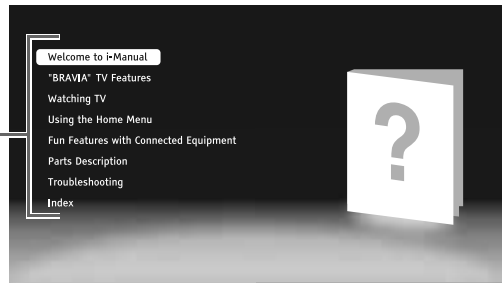 Welcome to i-Manual
"BRAVIA" TV Features
Watching TV
Using the Home Menu
Fun Features with Connected Equipment
Parts Description
Troubleshooting
Index
?